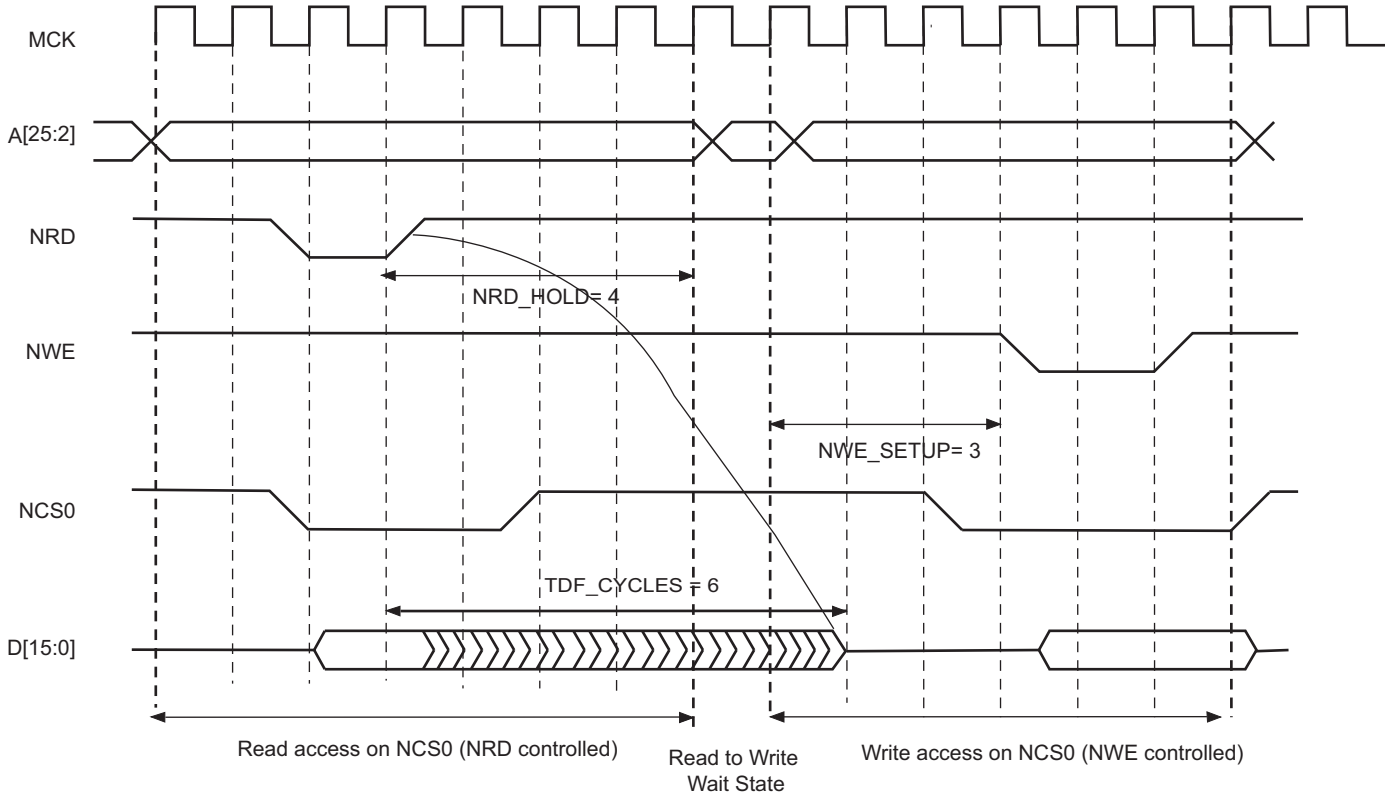 MCK
A[25:2]
NRD
NRD_HOLD= 4
NWE
NWE_SETUP= 3
NCS0
TDF_CYCLES = 6
D[15:0]
Read access on NCS0 (NRD controlled)
Read to Write
Wait State
Write access on NCS0 (NWE controlled)